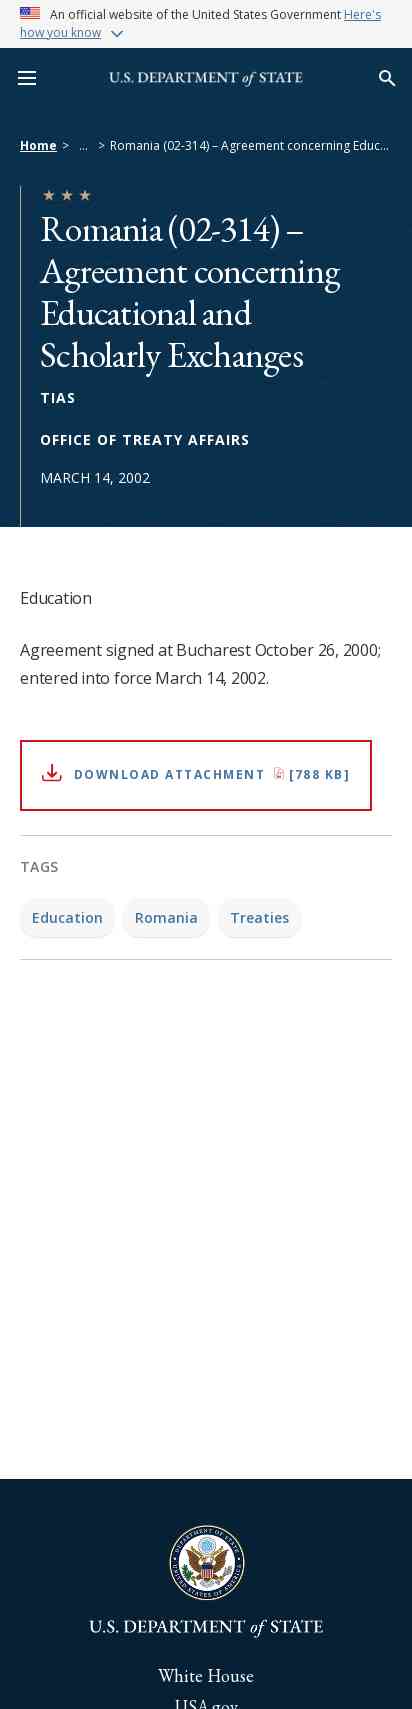 An official website of the United States Government Here's
how you know
U.S. DEPARTMENT of STATE
Home > ... > Romania (02-314) – Agreement concerning Educ...
Romania (02-314) –
Agreement concerning
Educational and
Scholarly Exchanges
TIAS
OFFICE OF TREATY AFFAIRS
MARCH 14, 2002
Education
Agreement signed at Bucharest October 26, 2000;
entered into force March 14, 2002.
DOWNLOAD ATTACHMENT [788 KB]
TAGS
Education Romania Treaties
U.S. DEPARTMENT of STATE
White House
USA.gov